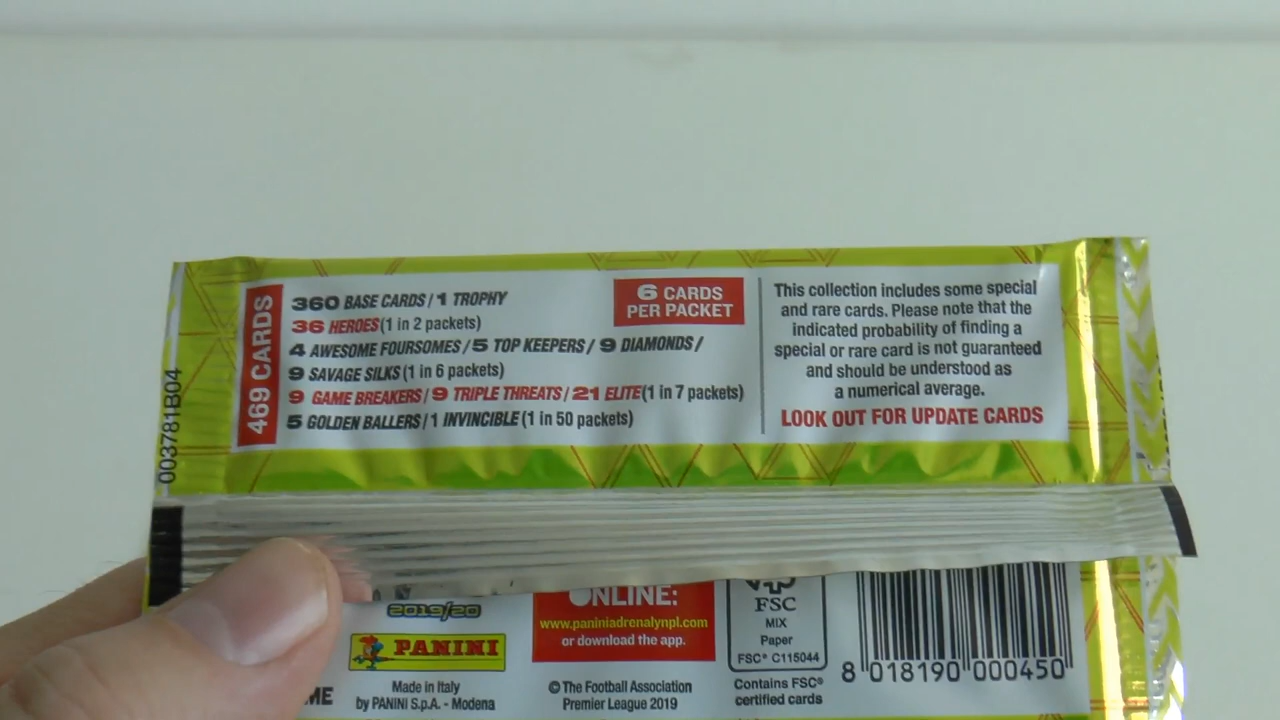 469 CARDS
360 BASE CARDS / 1 TROPHY
36 HEROES (1 in 2 packets)
4 AWESOME FOURSOMES / 5 TOP KEEPERS / 9 DIAMONDS /
9 SAVAGE SILKS (1 in 6 packets)
9 GAME BREAKERS / 9 TRIPLE THREATS / 21 ELITE (1 in 7 packets)
5 GOLDEN BALLERS / 1 INVINCIBLE (1 in 50 packets)
6 CARDS
PER PACKET
This collection includes some special
and rare cards. Please note that the
indicated probability of finding a
special or rare card is not guaranteed
and should be understood as
a numerical average.
LOOK OUT FOR UPDATE CARDS
003781B04
2019/20
PANINI
Made in Italy
by PANINI S.p.A. - Modena
ONLINE:
www.paniniadrenalynpl.com
or download the app.
© The Football Association
Premier League 2019
FSC
MIX
Paper
FSC® C115044
Contains FSC®
certified cards
8 018190 000450